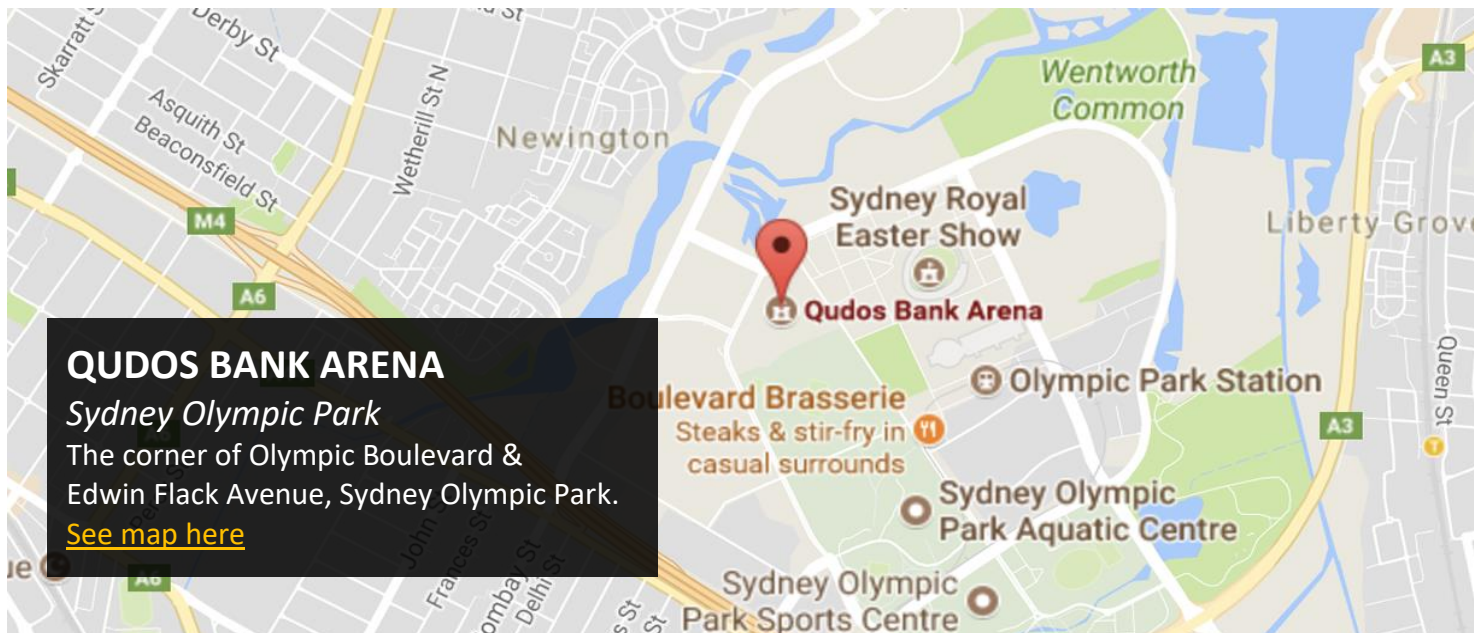 Derby St
Skarratt
Wetherill St N
Asquith St
Beaconsfield St
Newington
Wentworth
Common
A3
M4
A6
Sydney Royal
Easter Show
Liberty Grove
Qudos Bank Arena
Olympic Park Station
Queen St
Boulevard Brasserie
Steaks & stir-fry in
casual surrounds
A3
T
Sydney Olympic
Park Aquatic Centre
Sydney Olympic
Park Sports Centre
QUDOS BANK ARENA
Sydney Olympic Park
The corner of Olympic Boulevard &
Edwin Flack Avenue, Sydney Olympic Park.
See map here
A6
John St
Frances St
Delhi St
St
St